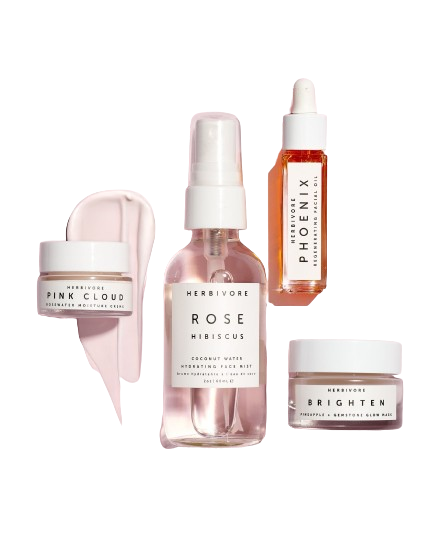 HERBIVORE
PINK CLOUD
ROSEWATER MOISTURE CREME
HERBIVORE
ROSE
HIBISCUS
COCONUT WATER
HYDRATING FACE MIST
HERBIVORE
PHOENIX
REGENERATING FACIAL OIL
HERBIVORE
BRIGHTEN
PINEAPPLE + GEMSTONE GLOW MASK